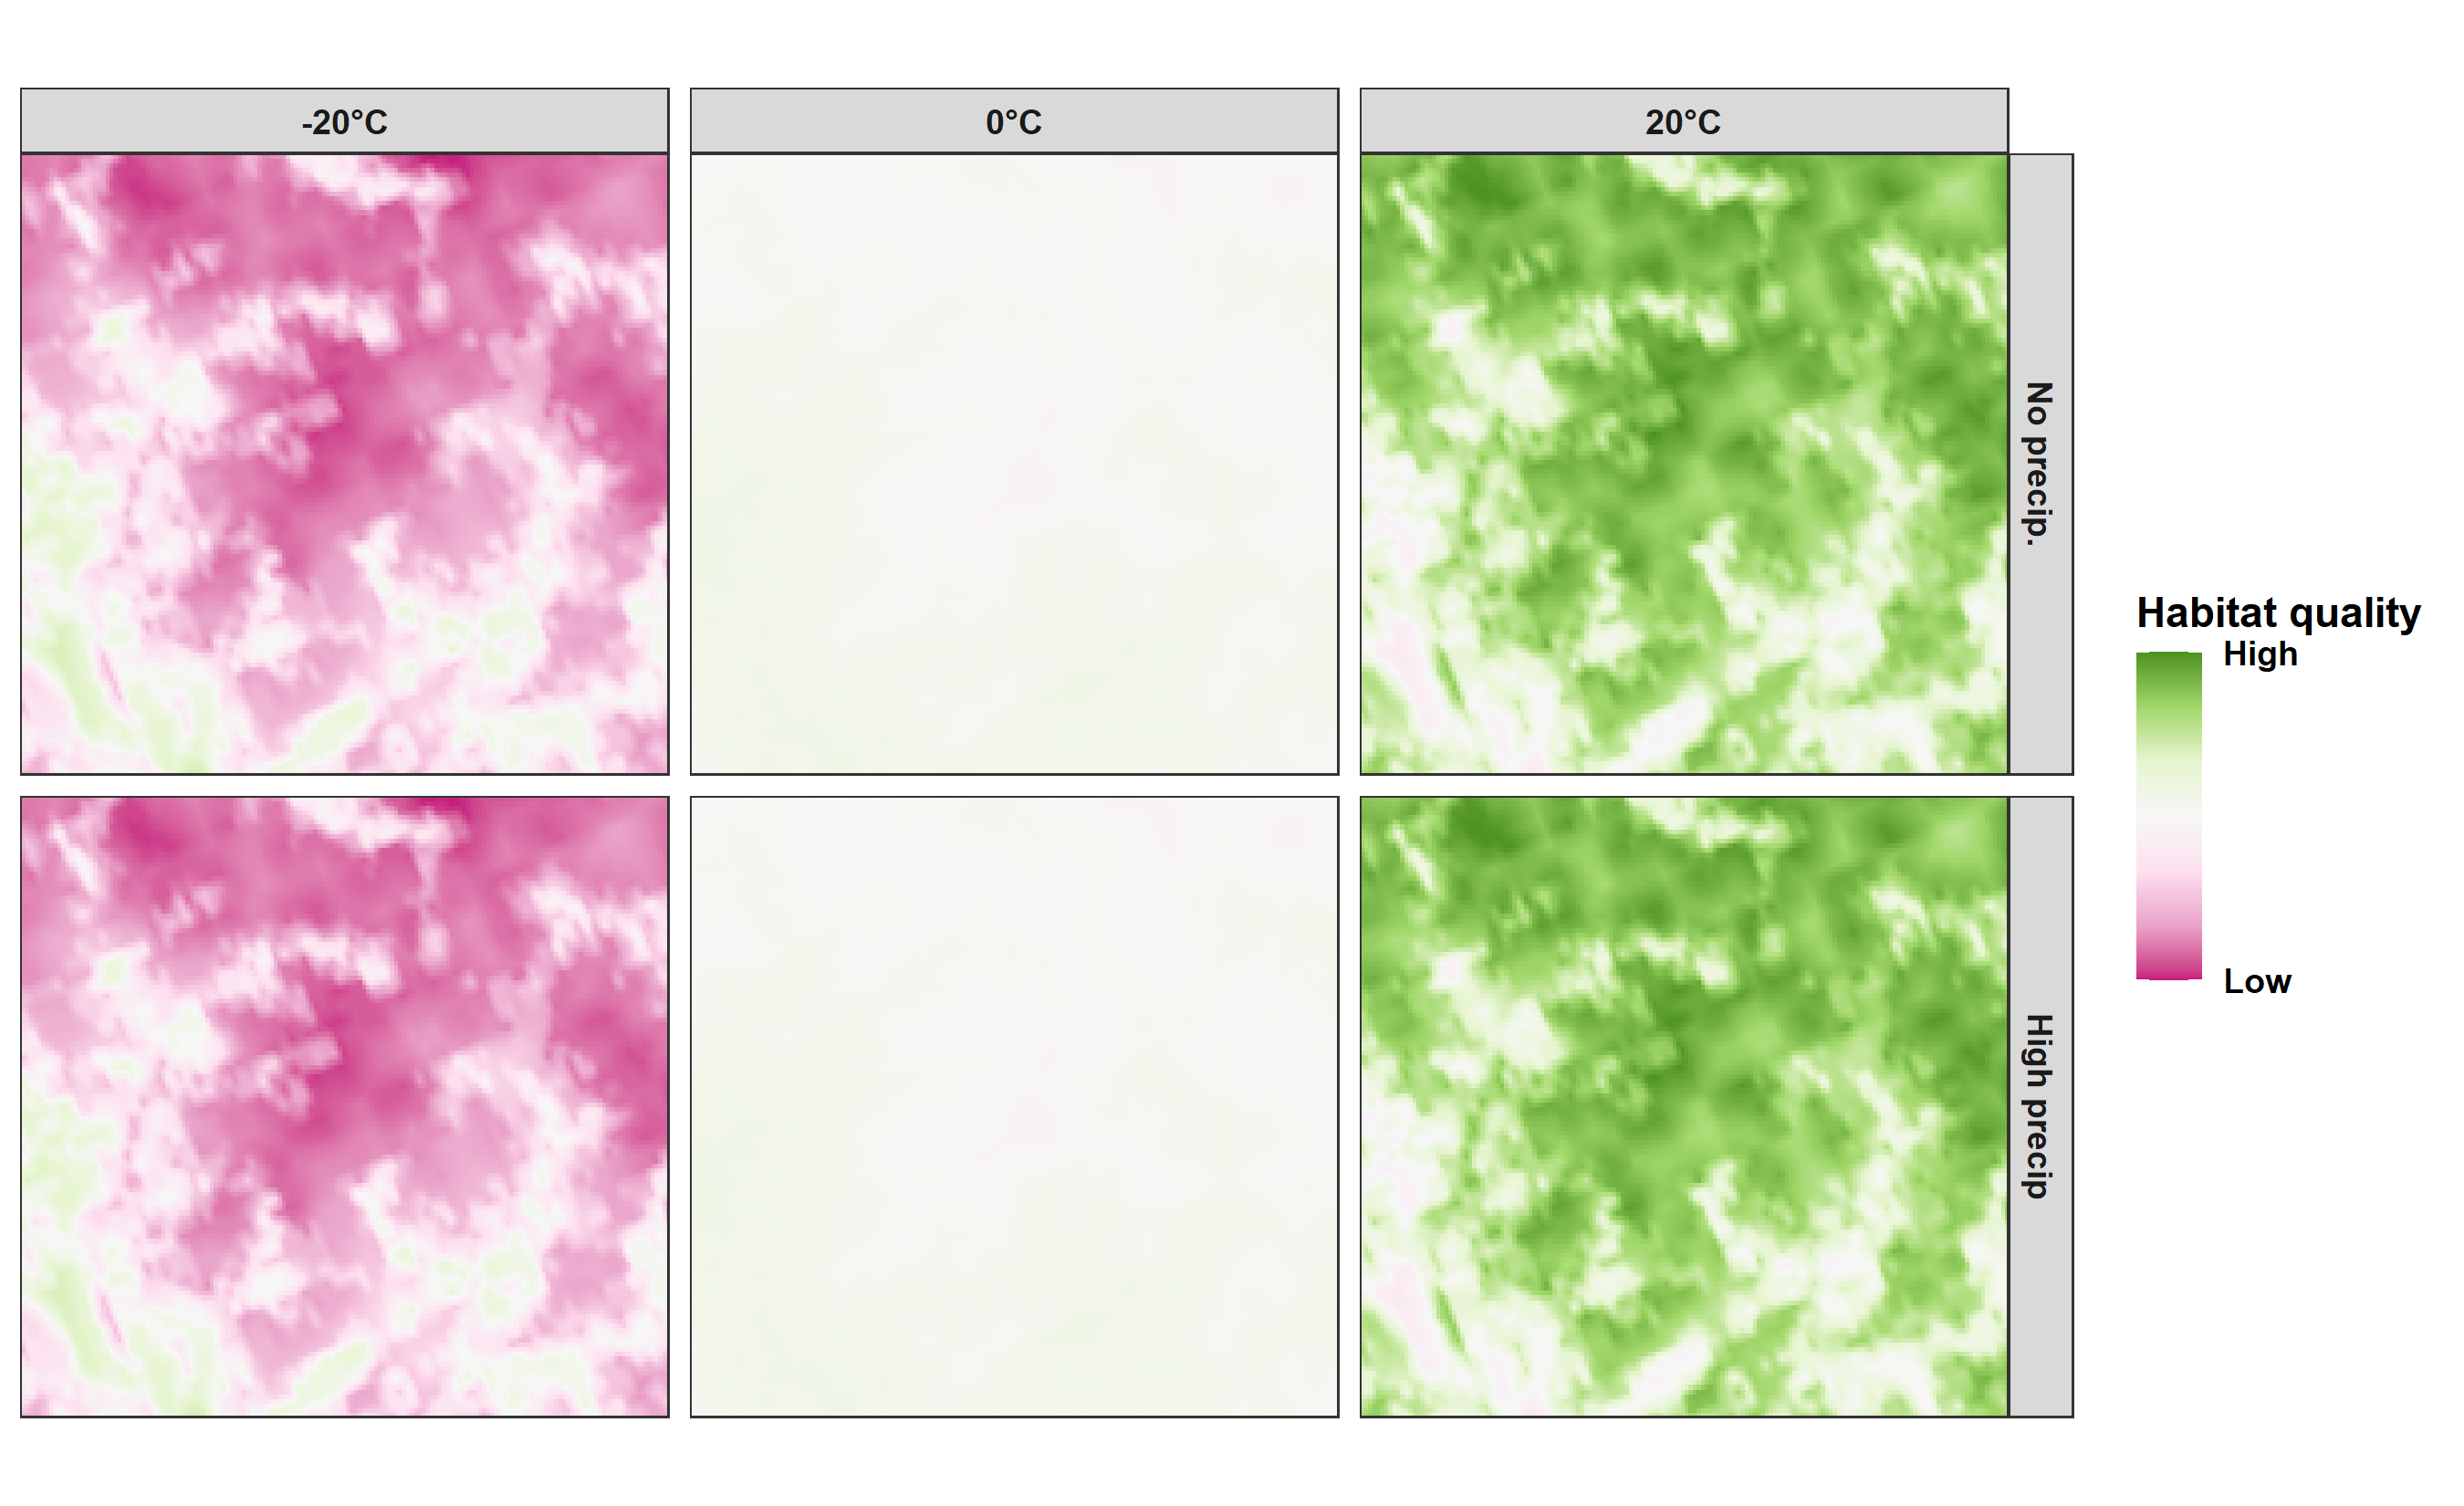 -20°C
0°C
20°C
No precip.
High precip
Habitat quality
High
Low